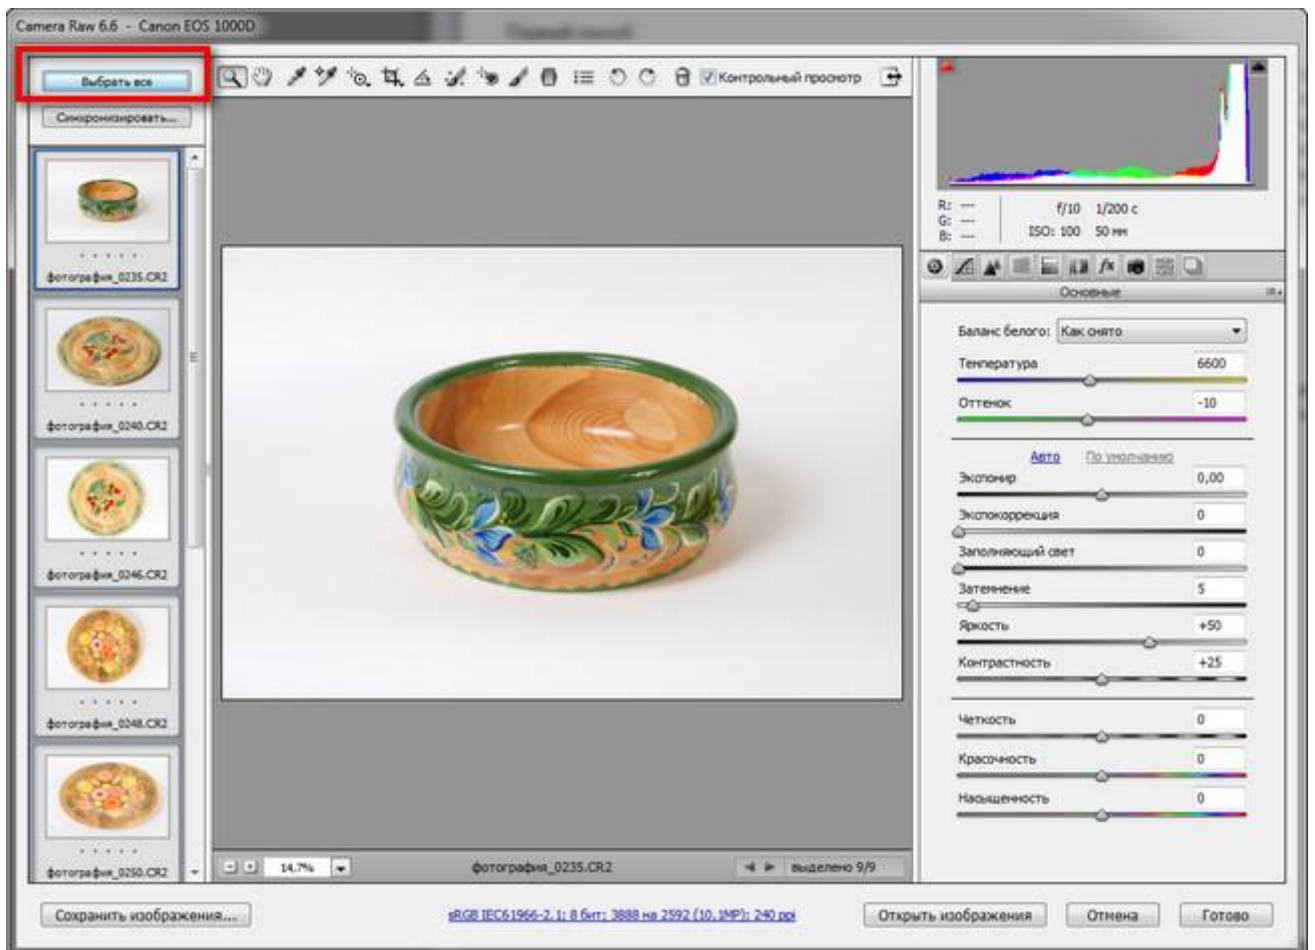 Camera Raw 6.6 - Canon EOS 1000D
Выбрать все
Синхронизировать...
Контрольный просмотр
фотография_0235.CR2
фотография_0240.CR2
фотография_0246.CR2
фотография_0248.CR2
фотография_0250.CR2
14,7%
фотография_0235.CR2
выделено 9/9
R: ---
G: ---
B: ---
f/10 1/200 с
ISO: 100 50 мм
Основные
Баланс белого: Как снято
Температура 6600
Оттенок -10
Авто По умолчанию
Экспонир 0,00
Экспокоррекция 0
Заполняющий свет 0
Затемнение 5
Яркость +50
Контрастность +25
Четкость 0
Красочность 0
Насыщенность 0
Сохранить изображения...
sRGB IEC61966-2.1; 8 бит; 3888 на 2592 (10,1MP); 240 ppi
Открыть изображения
Отмена
Готово